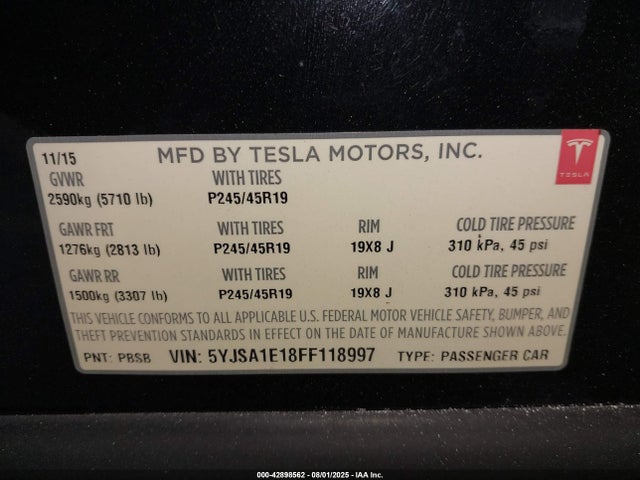 11/15 MFD BY TESLA MOTORS, INC.
TESLA
GVWR WITH TIRES
2590kg (5710 lb) P245/45R19
GAWR FRT WITH TIRES RIM COLD TIRE PRESSURE
1276kg (2813 lb) P245/45R19 19X8 J 310 kPa, 45 psi
GAWR RR WITH TIRES RIM COLD TIRE PRESSURE
1500kg (3307 lb) P245/45R19 19X8 J 310 kPa, 45 psi
THIS VEHICLE CONFORMS TO ALL APPLICABLE U.S. FEDERAL MOTOR VEHICLE SAFETY, BUMPER, AND
THEFT PREVENTION STANDARDS IN EFFECT ON THE DATE OF MANUFACTURE SHOWN ABOVE.
PNT: PBSB VIN: 5YJSA1E18FF118997 TYPE: PASSENGER CAR
000-42898562 - 08/01/2025 - IAA Inc.